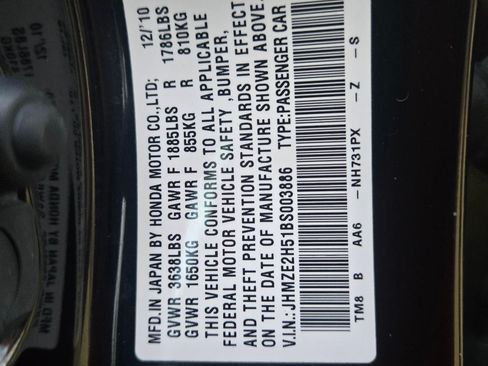 MFD.IN JAPAN BY HONDA MOTOR CO.,LTD; 12/'10
GVWR 3638LBS GAWR F 1885LBS R 1786LBS
GVWR 1650KG GAWR F 855KG R 810KG
THIS VEHICLE CONFORMS TO ALL APPLICABLE
FEDERAL MOTOR VEHICLE SAFETY ,BUMPER,
AND THEFT PREVENTION STANDARDS IN EFFECT
ON THE DATE OF MANUFACTURE SHOWN ABOVE.
V.I.N.: JHMZE2H51BS003886 TYPE:PASSENGER CAR
TM8 B AA6 -NH731PX -Z -S